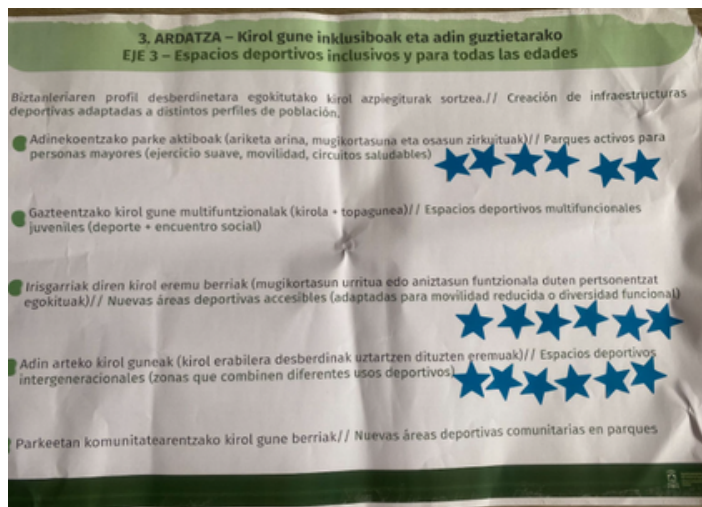 3. ARDATZA – Kirol gune inklusiboak eta adin guztietarako
EJE 3 – Espacios deportivos inclusivos y para todas las edades
Biztanleriaren profil desberdinetara egokitutako kirol azpiegiturak sortzea.// Creación de infraestructuras
deportivas adaptadas a distintos perfiles de población.
Adinekoentzako parke aktiboak (ariketa arina, mugikortasuna eta osasun zirkuituak)// Parques activos para
personas mayores (ejercicio suave, movilidad, circuitos saludables)
Gazteentzako kirol gune multifuntzionalak (kirola + topagunea)// Espacios deportivos multifuncionales
juveniles (deporte + encuentro social)
Irisgarriak diren kirol eremu berriak (mugikortasun urritua edo aniztasun funtzionala duten pertsonentzat
egokituak)// Nuevas áreas deportivas accesibles (adaptadas para movilidad reducida o diversidad funcional)
Adin arteko kirol guneak (kirol erabilera desberdinak uztartzen dituzten eremuak)// Espacios deportivos
intergeneracionales (zonas que combinen diferentes usos deportivos)
Parkeetan komunitatearentzako kirol gune berriak// Nuevas áreas deportivas comunitarias en parques